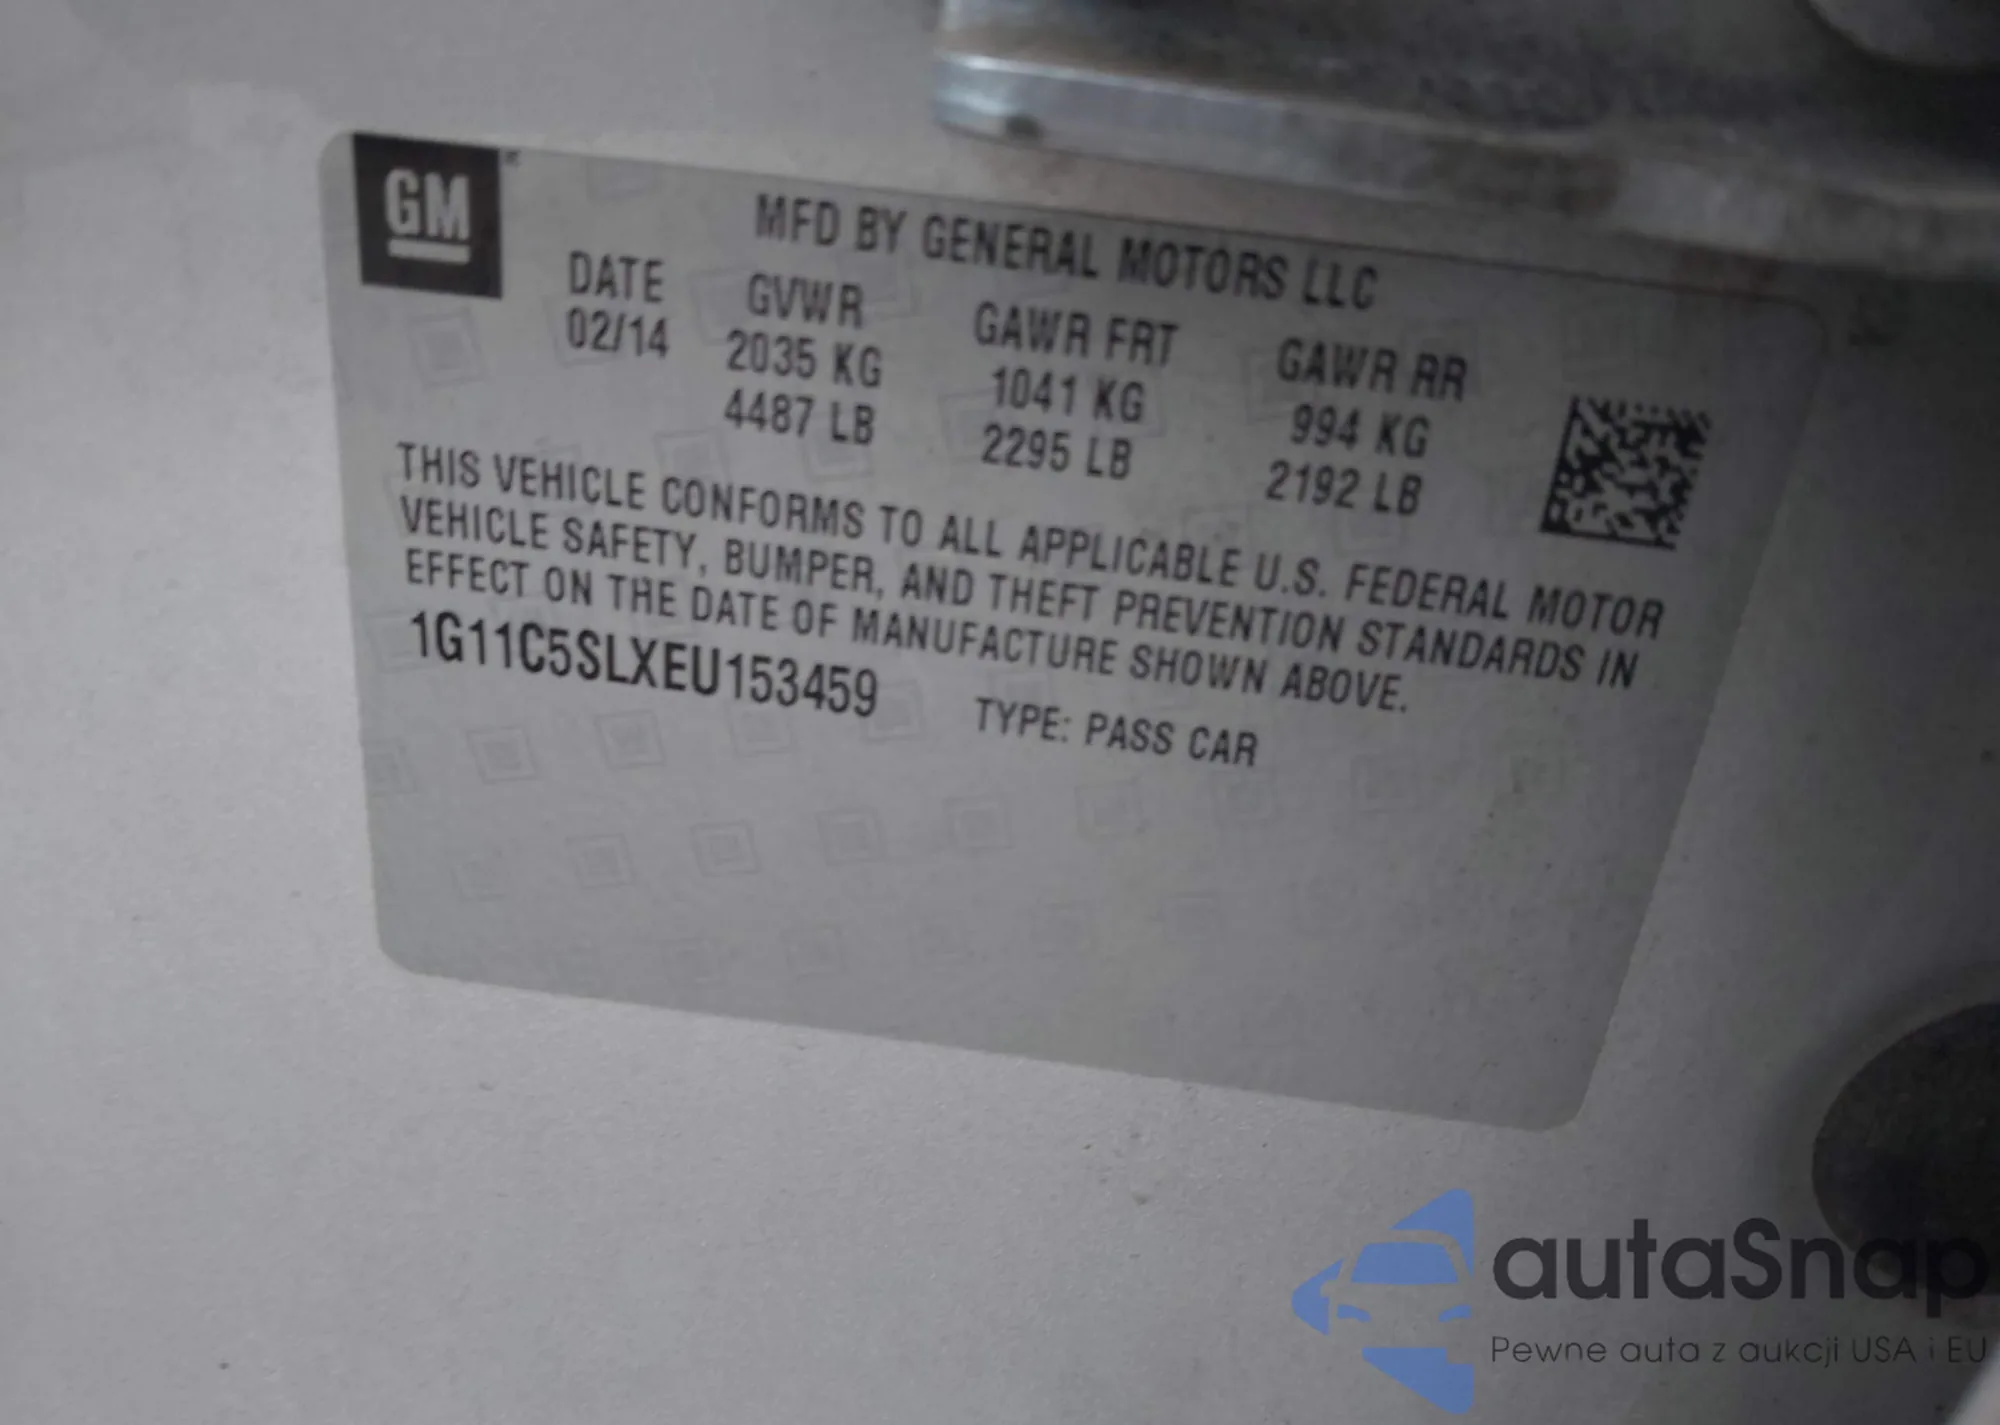 GM
MFD BY GENERAL MOTORS LLC
DATE GVWR GAWR FRT GAWR RR
02/14 2035 KG 1041 KG 994 KG
4487 LB 2295 LB 2192 LB
THIS VEHICLE CONFORMS TO ALL APPLICABLE U.S. FEDERAL MOTOR
VEHICLE SAFETY, BUMPER, AND THEFT PREVENTION STANDARDS IN
EFFECT ON THE DATE OF MANUFACTURE SHOWN ABOVE.
1G11C5SLXEU153459 TYPE: PASS CAR
autaSnap
Pewne auta z aukcji USA i EU